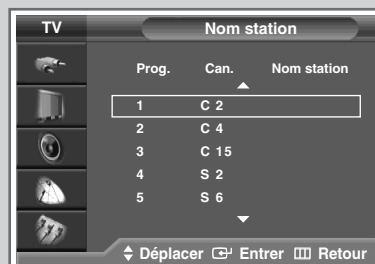 TV Nom station
Prog. Can. Nom station
1 C 2
2 C 4
3 C 15
4 S 2
5 S 6
Déplacer Entrer Retour